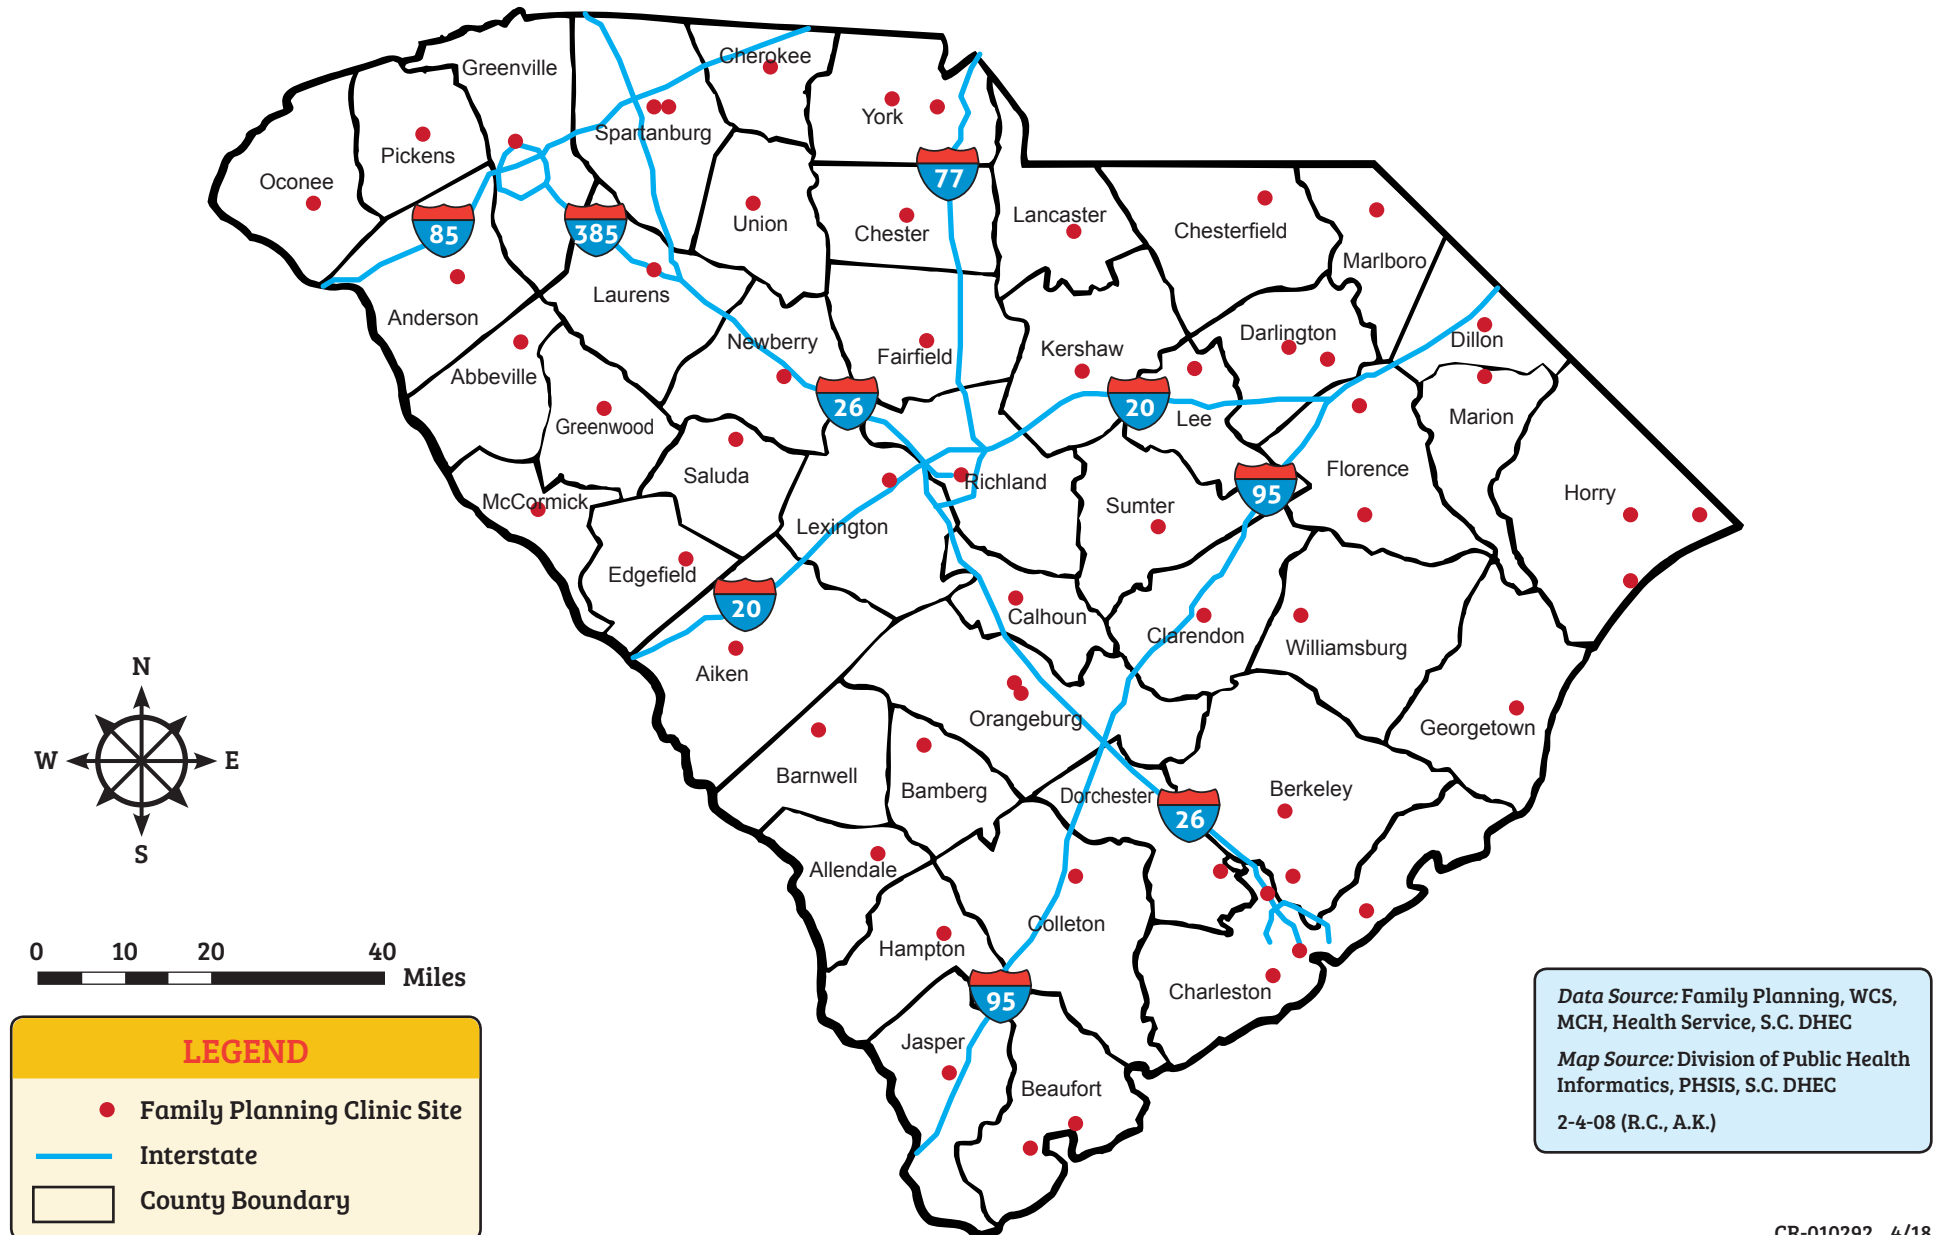 Cherokee
Greenville
York
Spartanburg
Pickens
77
Oconee
Lancaster
Union
Chester
Chesterfield
85
385
Marlboro
Laurens
Anderson
Newberry
Darlington
Dillon
Fairfield
Kershaw
Abbeville
26
20
Lee
Marion
Greenwood
Saluda
Richland
Florence
McCormick
95
Horry
Sumter
Lexington
Edgefield
20
Calhoun
Clarendon
Williamsburg
Aiken
Orangeburg
Georgetown
N
W E
S
Barnwell
Bamberg
Dorchester
Berkeley
26
Allendale
Colleton
Hampton
Charleston
95
Jasper
Beaufort
0 10 20 40
Miles
LEGEND
Family Planning Clinic Site
Interstate
County Boundary
Data Source: Family Planning, WCS,
MCH, Health Service, S.C. DHEC
Map Source: Division of Public Health
Informatics, PHSIS, S.C. DHEC
2-4-08 (R.C., A.K.)
CR-010292 4/18